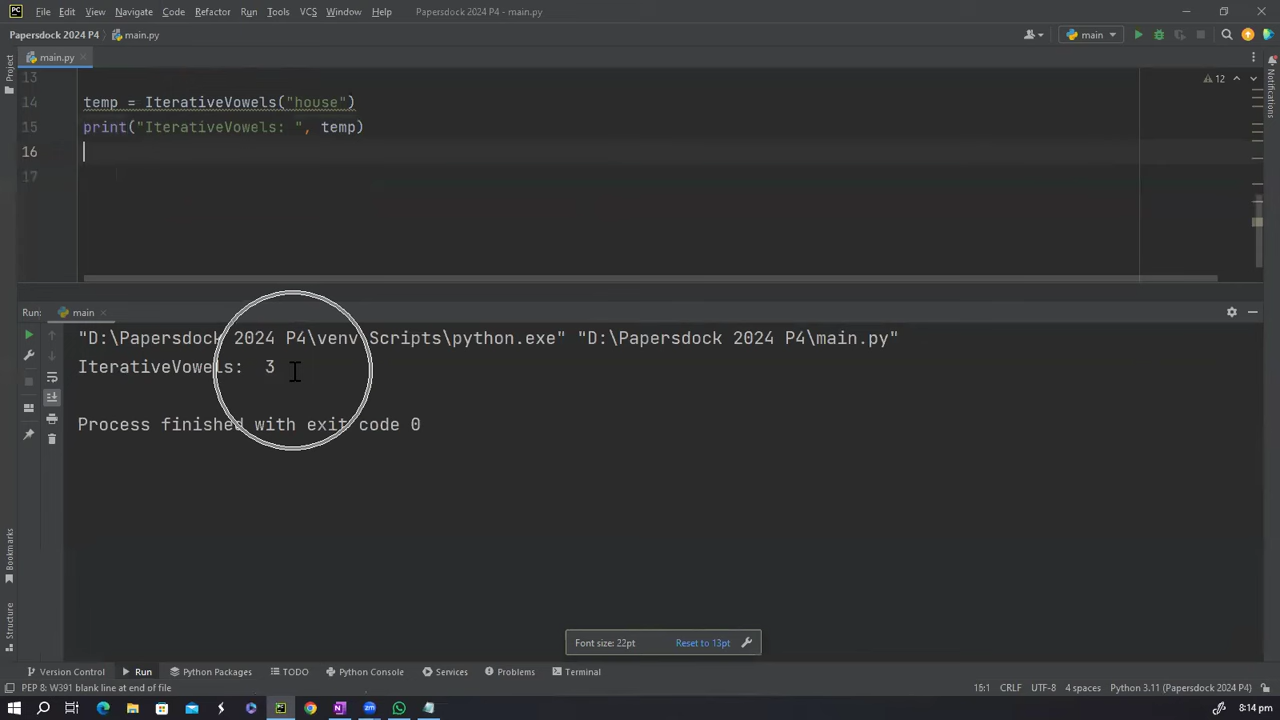 File Edit View Navigate Code Refactor Run Tools VCS Window Help Papersdock 2024 P4 - main.py
Papersdock 2024 P4 main.py main
main.py
Project
Notifications
12
13
14 temp = IterativeVowels("house")
15 print("IterativeVowels: ", temp)
16
17
Run: main
"D:\Papersdock 2024 P4\venv\Scripts\python.exe" "D:\Papersdock 2024 P4\main.py"
IterativeVowels:  3
Process finished with exit code 0
Bookmarks
Structure
Font size: 22pt Reset to 13pt
Version Control Run Python Packages TODO Python Console Services Problems Terminal
PEP 8: W391 blank line at end of file 15:1 CRLF UTF-8 4 spaces Python 3.11 (Papersdock 2024 P4)
8:14 pm